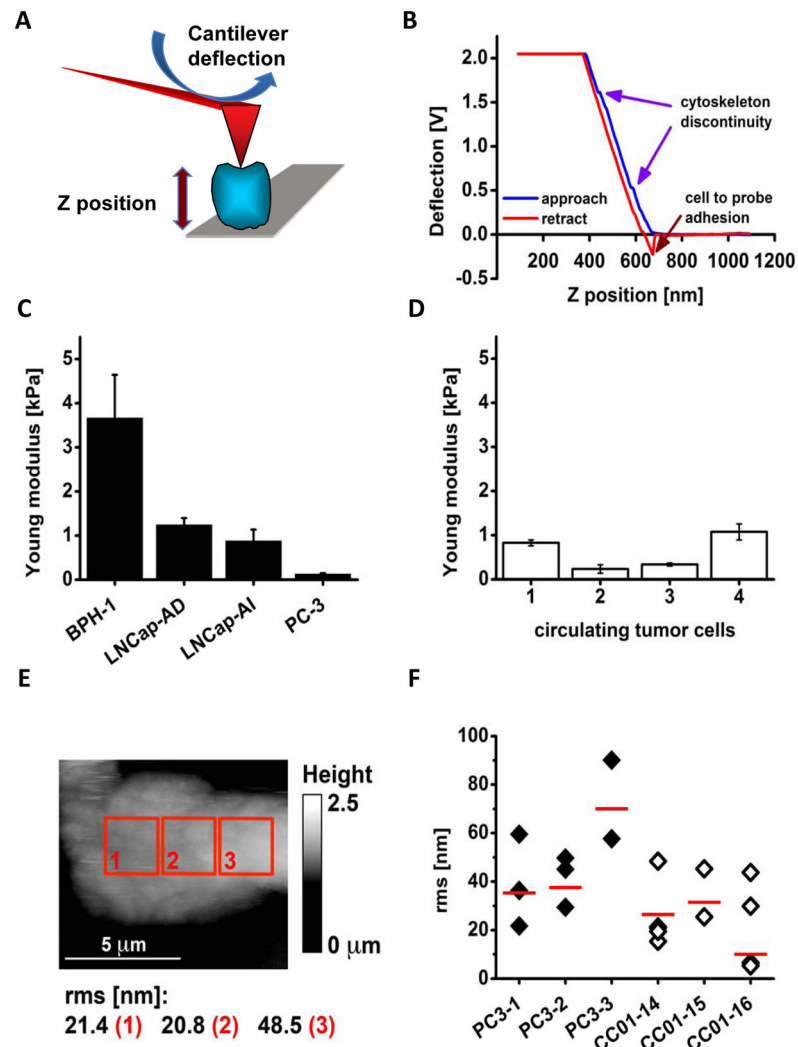 A
Cantilever
deflection
Z position
B
2.0
1.5
1.0
0.5
0.0
-0.5
Deflection [V]
cytoskeleton
discontinuity
approach
retract
cell to probe
adhesion
200 400 600 800 1000 1200
Z position [nm]
C
Young modulus [kPa]
5
4
3
2
1
0
BPH-1
LNCap-AD
LNCap-AI
PC-3
D
Young modulus [kPa]
5
4
3
2
1
0
1 2 3 4
circulating tumor cells
E
Height
2.5
0 μm
1 2 3
5 μm
rms [nm]:
21.4 (1) 20.8 (2) 48.5 (3)
F
rms [nm]
100
80
60
40
20
0
PC3-1
PC3-2
PC3-3
CC01-14
CC01-15
CC01-16